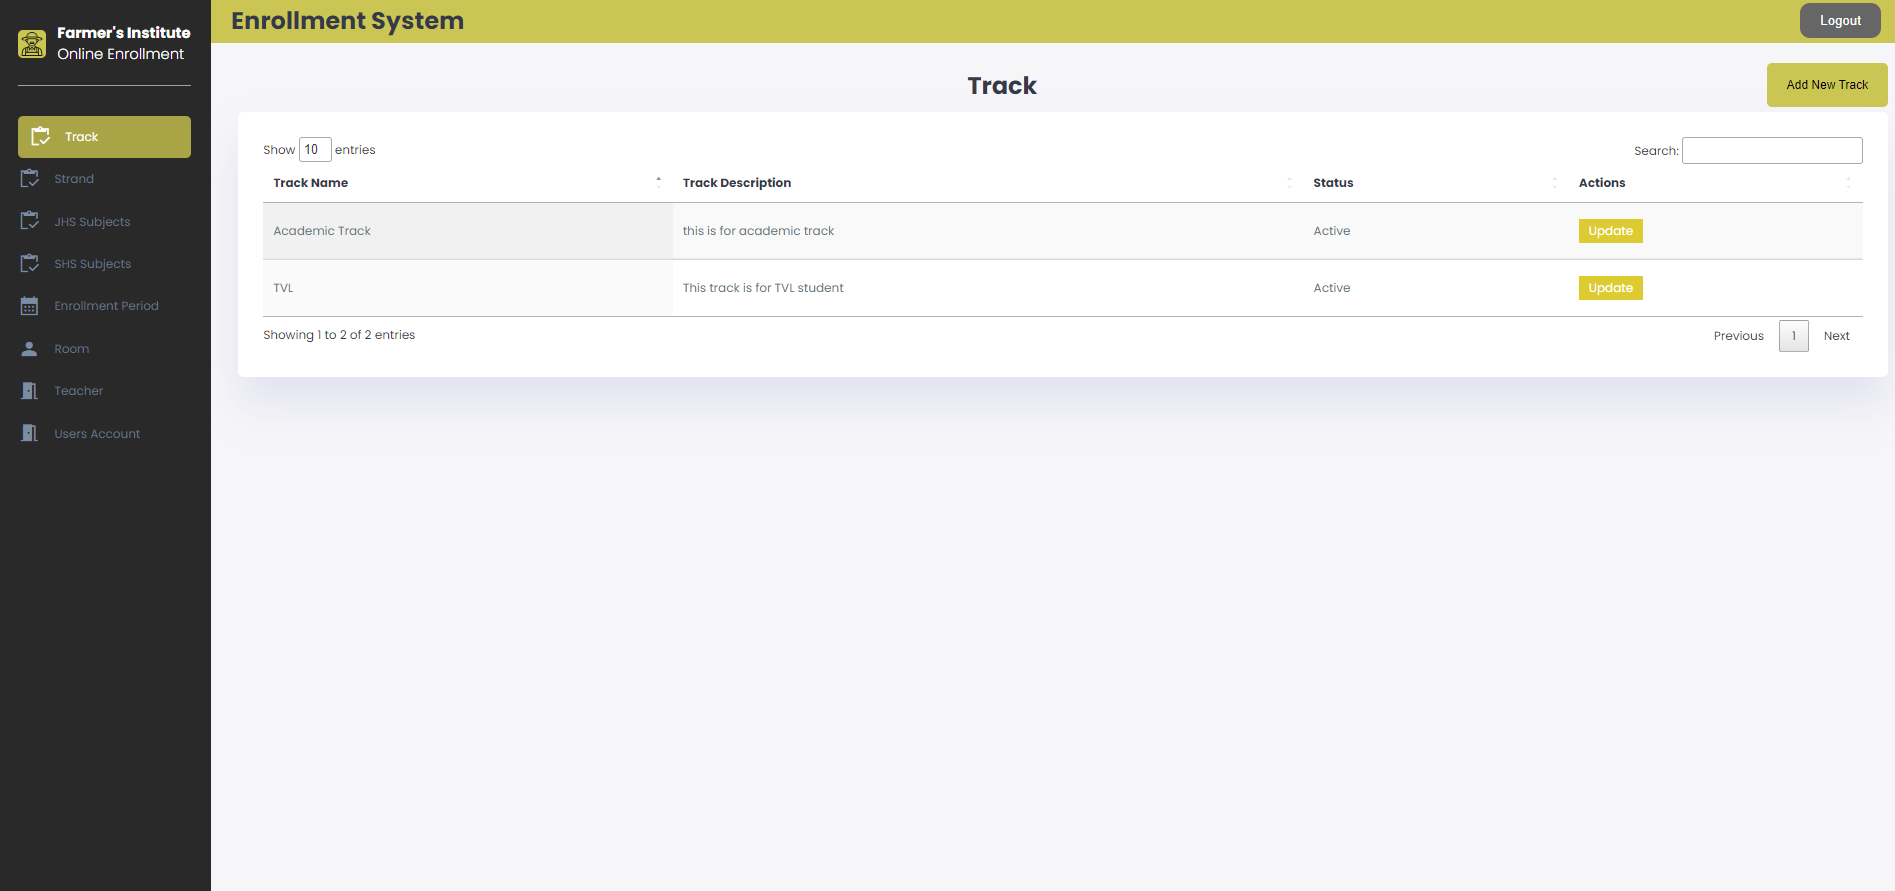 Farmer's Institute
Online Enrollment
Track
Strand
JHS Subjects
SHS Subjects
Enrollment Period
Room
Teacher
Users Account
Enrollment System
Logout
Track
Add New Track
Show 10 entries
Search:
Track Name Track Description Status Actions
Academic Track this is for academic track Active Update
TVL This track is for TVL student Active Update
Showing 1 to 2 of 2 entries
Previous 1 Next